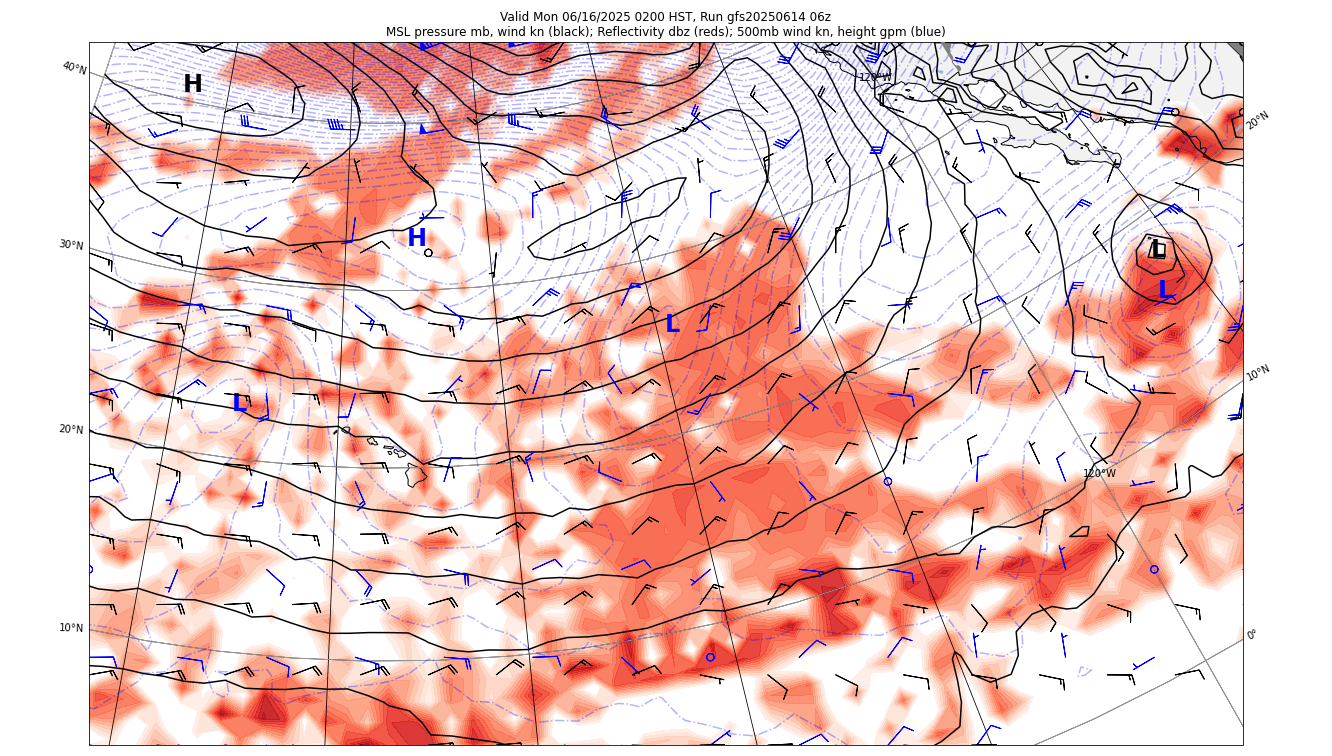 Valid Mon 06/16/2025 0200 HST, Run gfs20250614 06z
MSL pressure mb, wind kn (black); Reflectivity dbz (reds); 500mb wind kn, height gpm (blue)
40°N
H
120°W
20°N
30°N
H
L
L
L
10°N
20°N
L
120°W
10°N
0°